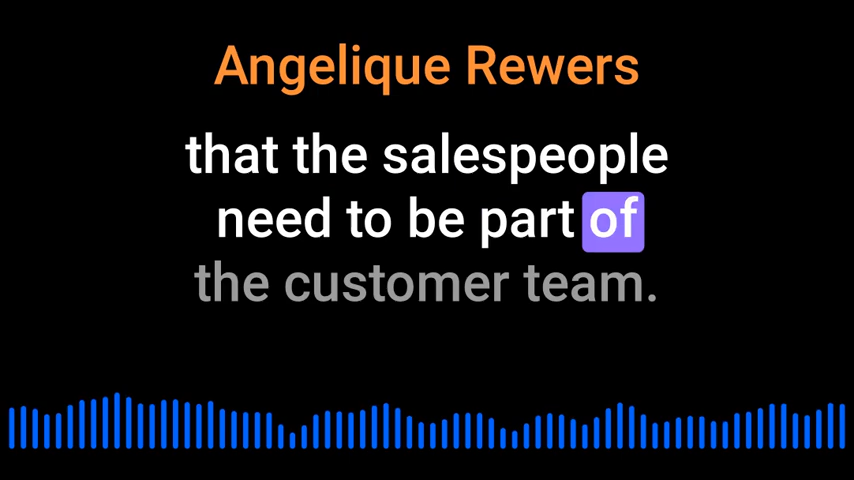 Angelique Rewers
that the salespeople
need to be part of
the customer team.